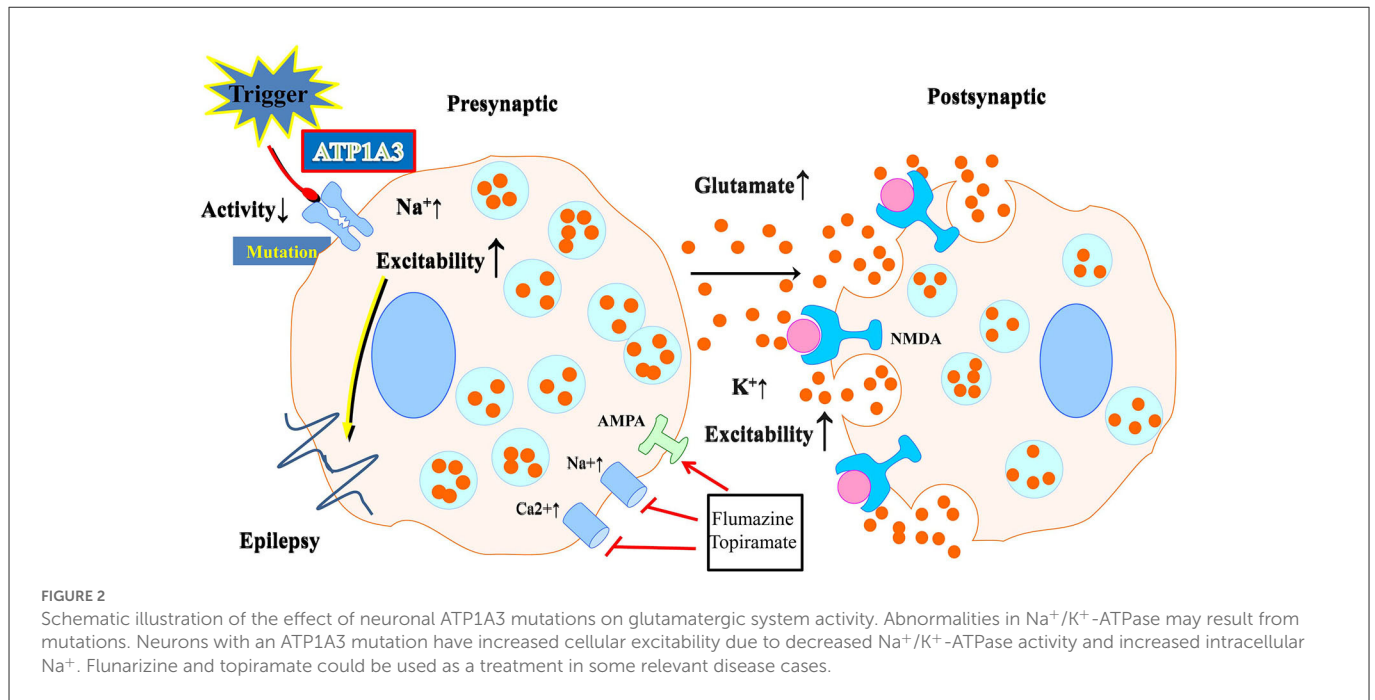 Trigger
Presynaptic
Postsynaptic
ATP1A3
Activity↓
Na⁺↑
Glutamate↑
Mutation
Excitability↑
NMDA
K⁺↑
AMPA
Excitability↑
Na+↑
Ca2+↑
Flumazine
Topiramate
Epilepsy
FIGURE 2
Schematic illustration of the effect of neuronal ATP1A3 mutations on glutamatergic system activity. Abnormalities in Na⁺/K⁺-ATPase may result from
mutations. Neurons with an ATP1A3 mutation have increased cellular excitability due to decreased Na⁺/K⁺-ATPase activity and increased intracellular
Na⁺. Flunarizine and topiramate could be used as a treatment in some relevant disease cases.